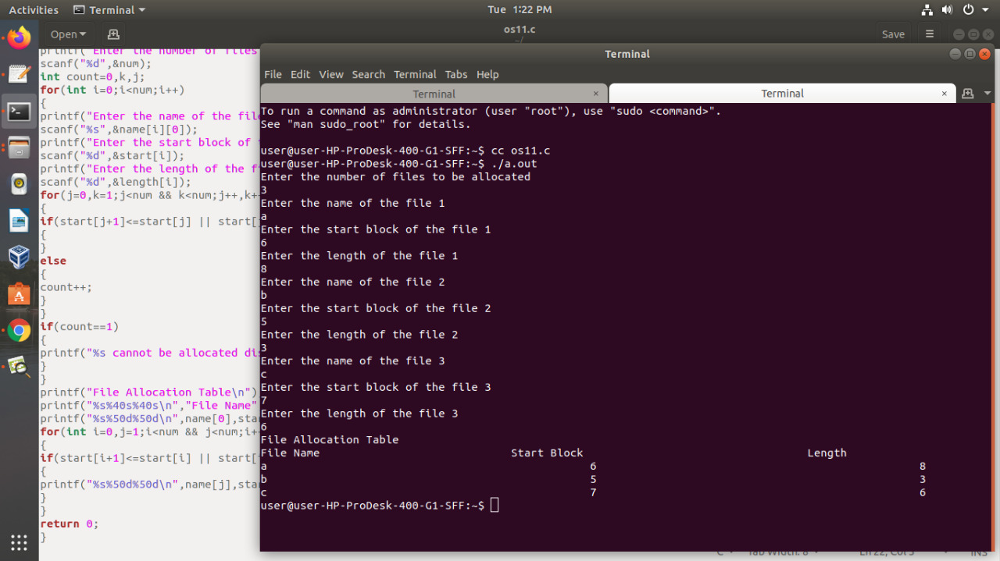 Activities Terminal Tue 1:22 PM
Open os11.c Save
~/
printf("Enter the number of files
scanf("%d",&num);
int count=0,k,j;
for(int i=0;i<num;i++)
{
printf("Enter the name of the file
scanf("%s",&name[i][0]);
printf("Enter the start block of
scanf("%d",&start[i]);
printf("Enter the length of the f
scanf("%d",&length[i]);
for(j=0,k=1;j<num && k<num;j++,k+
{
if(start[j+1]<=start[j] || start[
{
}
else
{
count++;
}
}
if(count==1)
{
printf("%s cannot be allocated di
}
}
printf("File Allocation Table\n")
printf("%s%40s%40s\n","File Name"
printf("%s%50d%50d\n",name[0],sta
for(int i=0,j=1;i<num && j<num;i+
{
if(start[i+1]<=start[i] || start[
{
printf("%s%50d%50d\n",name[j],sta
}
}
return 0;
}
Terminal
File Edit View Search Terminal Tabs Help
Terminal × Terminal ×
To run a command as administrator (user "root"), use "sudo <command>".
See "man sudo_root" for details.
user@user-HP-ProDesk-400-G1-SFF:~$ cc os11.c
user@user-HP-ProDesk-400-G1-SFF:~$ ./a.out
Enter the number of files to be allocated
3
Enter the name of the file 1
a
Enter the start block of the file 1
6
Enter the length of the file 1
8
Enter the name of the file 2
b
Enter the start block of the file 2
5
Enter the length of the file 2
3
Enter the name of the file 3
c
Enter the start block of the file 3
7
Enter the length of the file 3
6
File Allocation Table
File Name Start Block Length
a 6 8
b 5 3
c 7 6
user@user-HP-ProDesk-400-G1-SFF:~$
C Tab Width: 8 Ln 22, Col 5 INS